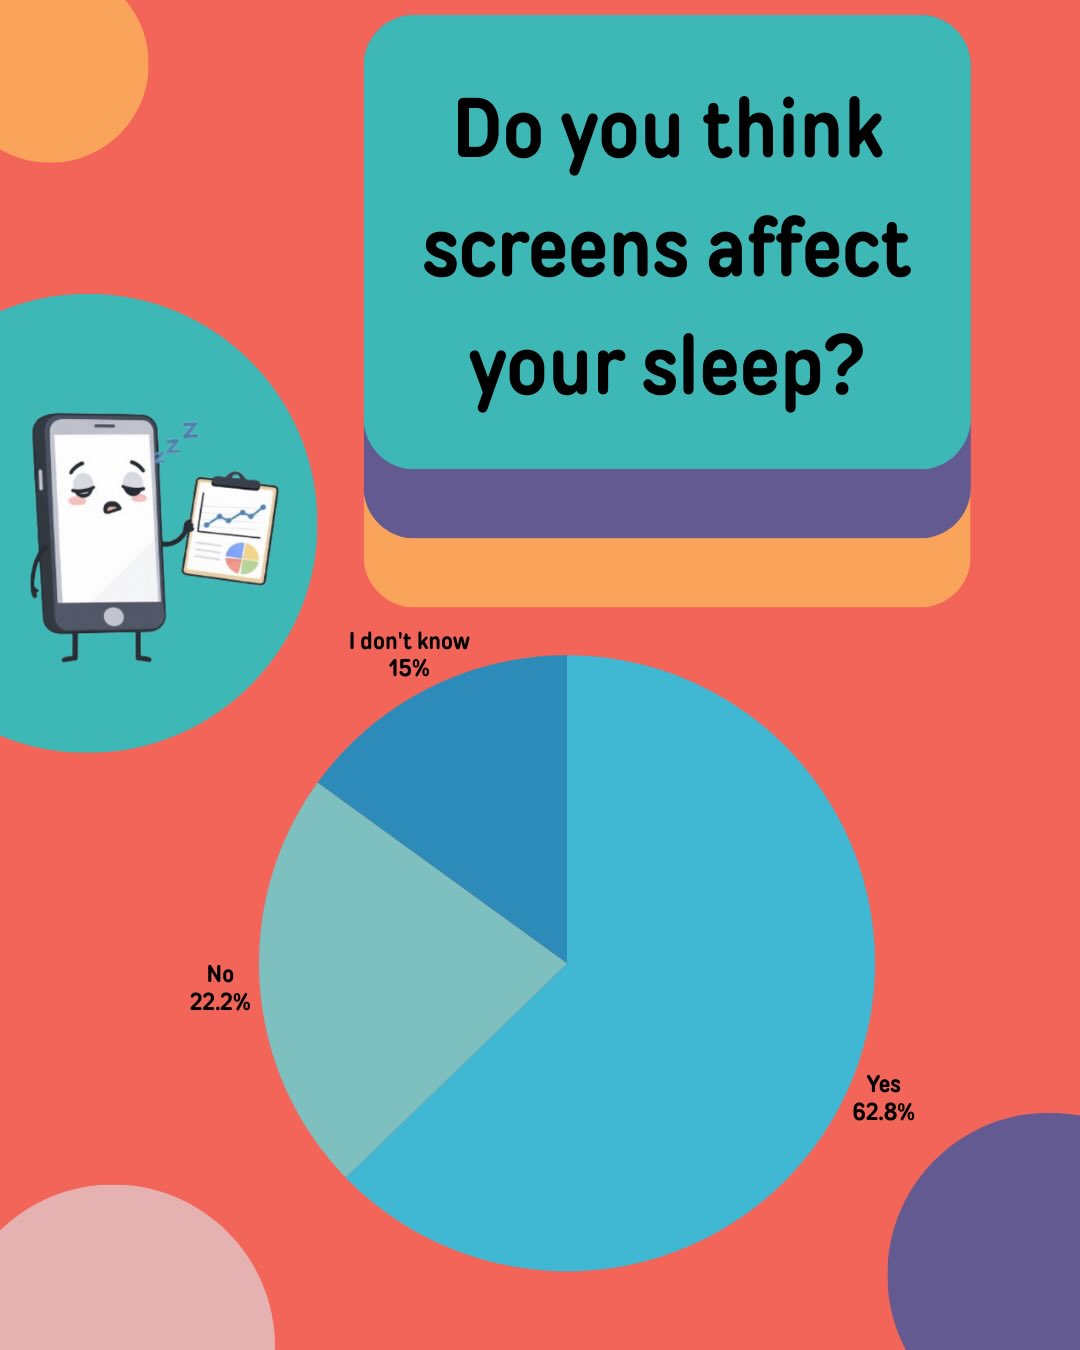 Do you think
screens affect
your sleep?
z z z
I don't know
15%
No
22.2%
Yes
62.8%